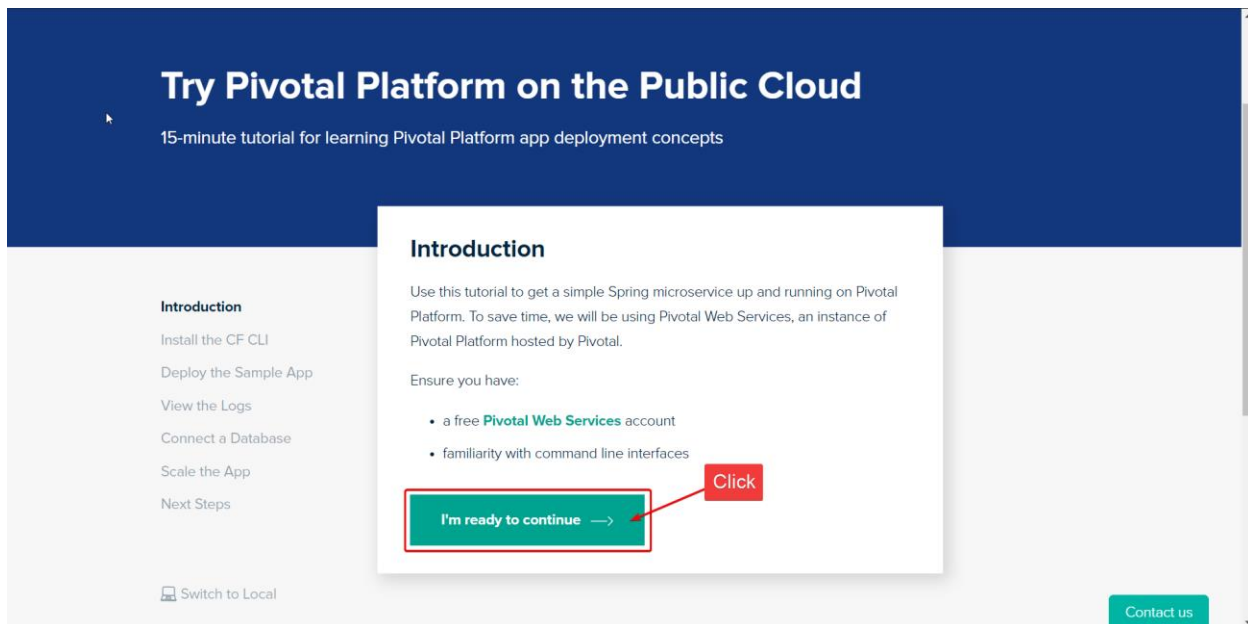 Try Pivotal Platform on the Public Cloud
15-minute tutorial for learning Pivotal Platform app deployment concepts
Introduction
Install the CF CLI
Deploy the Sample App
View the Logs
Connect a Database
Scale the App
Next Steps
Switch to Local
Introduction
Use this tutorial to get a simple Spring microservice up and running on Pivotal
Platform. To save time, we will be using Pivotal Web Services, an instance of
Pivotal Platform hosted by Pivotal.
Ensure you have:
• a free Pivotal Web Services account
• familiarity with command line interfaces
Click
I'm ready to continue
Contact us